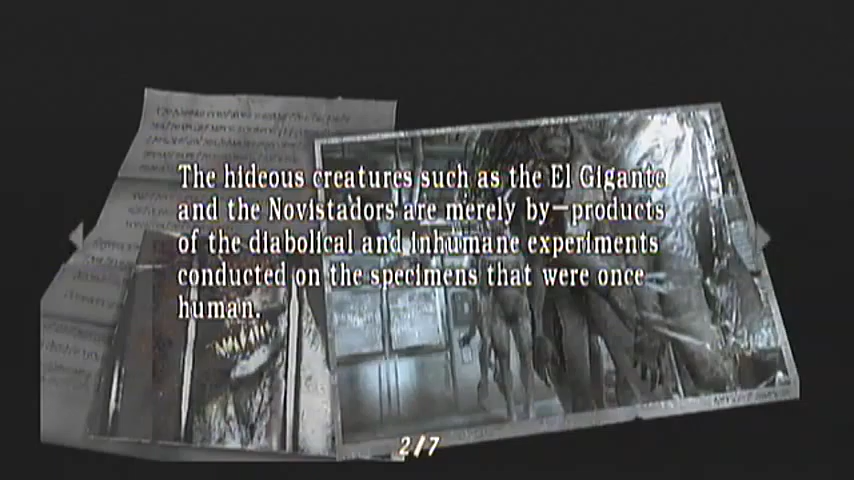 The hideous creatures such as the El Gigante
and the Novistadors are merely by-products
of the diabolical and inhumane experiments
conducted on the specimens that were once
human.
2/7